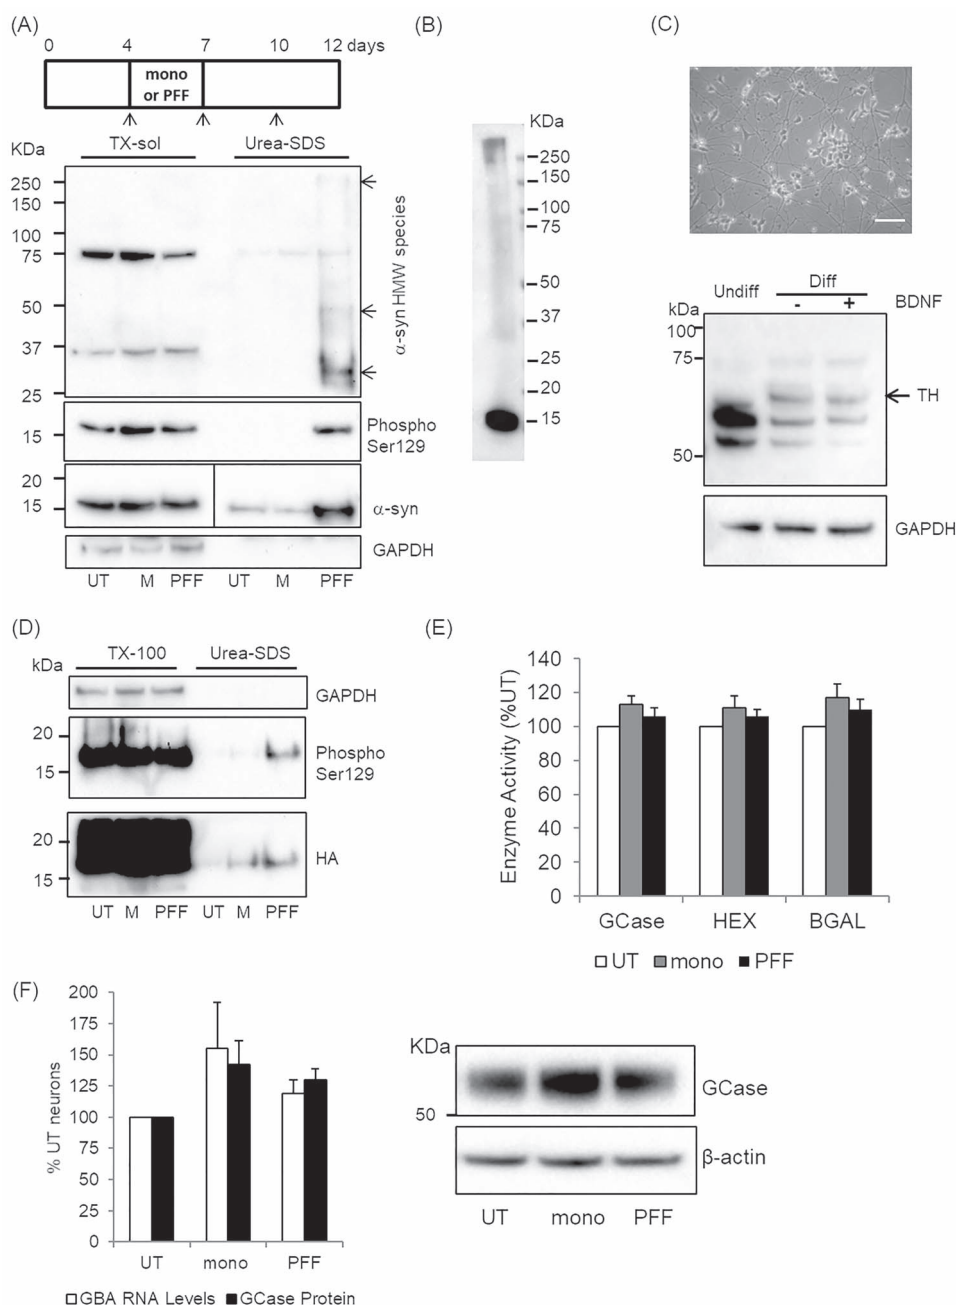 (A)
0 4 7 10 12 days
mono
or PFF
KDa TX-sol Urea-SDS
250
150
100
75
50
37
25
α-syn HMW species
15
Phospho
Ser129
20
15
α-syn
GAPDH
UT M PFF UT M PFF
(B)
KDa
250
150
100
75
50
37
25
20
15
(C)
Undiff Diff
kDa - + BDNF
100
75
TH
50
GAPDH
(D)
TX-100 Urea-SDS
kDa
GAPDH
20
15
Phospho
Ser129
20
15
HA
UT M PFF UT M PFF
(E)
Enzyme Activity (%UT)
140
120
100
80
60
40
20
0
GCase HEX BGAL
UT mono PFF
(F)
% UT neurons
200
175
150
125
100
75
50
25
0
UT mono PFF
GBA RNA Levels GCase Protein
KDa
GCase
50
β-actin
UT mono PFF